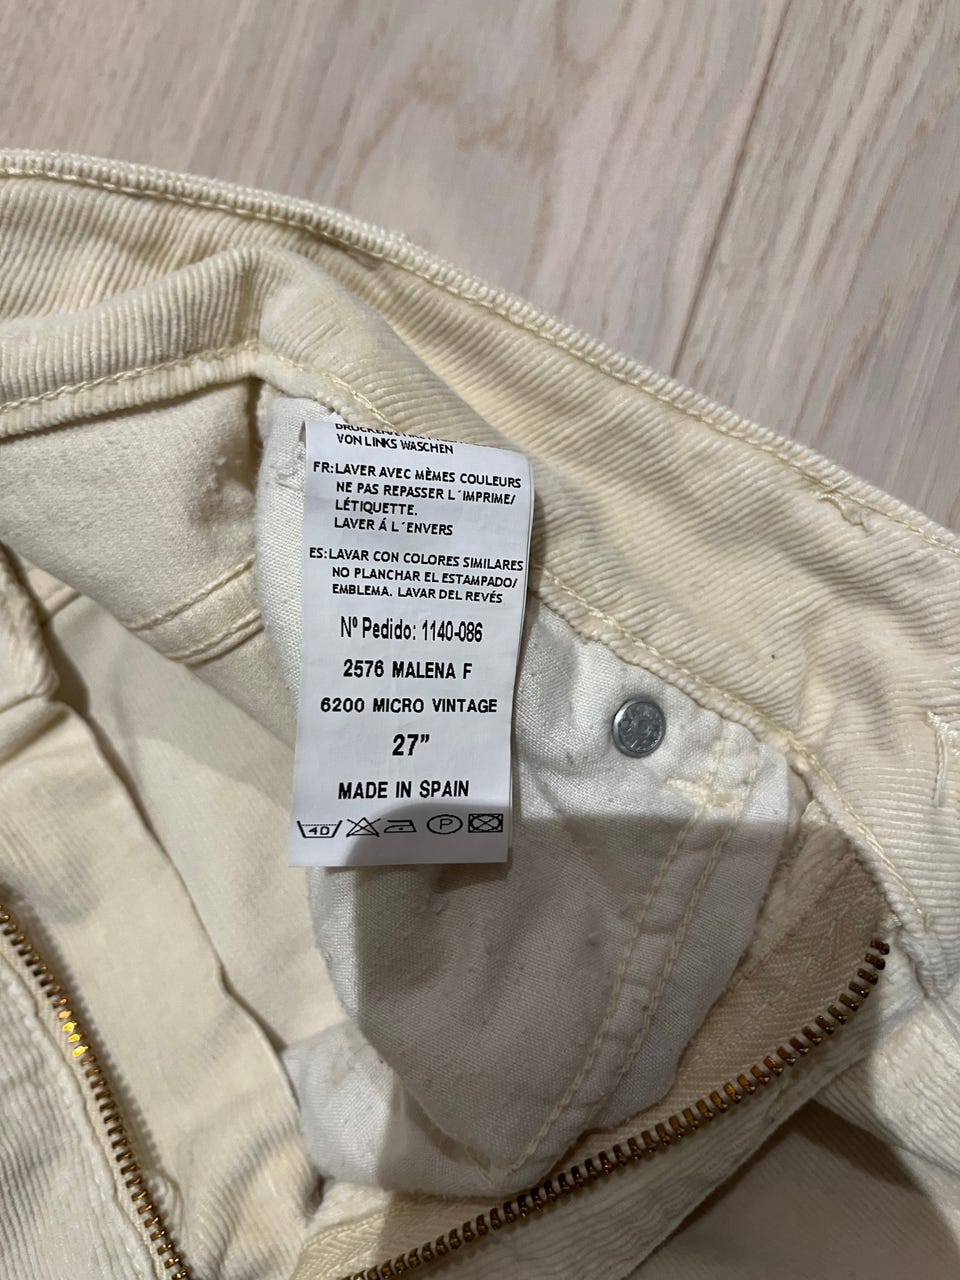 VON LINKS WASCHEN
FR:LAVER AVEC MÈMES COULEURS
NE PAS REPASSER L´IMPRIME/
LÉTIQUETTE.
LAVER Á L´ENVERS
ES:LAVAR CON COLORES SIMILARES
NO PLANCHAR EL ESTAMPADO/
EMBLEMA. LAVAR DEL REVÉS
Nº Pedido: 1140-086
2576 MALENA F
6200 MICRO VINTAGE
27”
MADE IN SPAIN
40 P